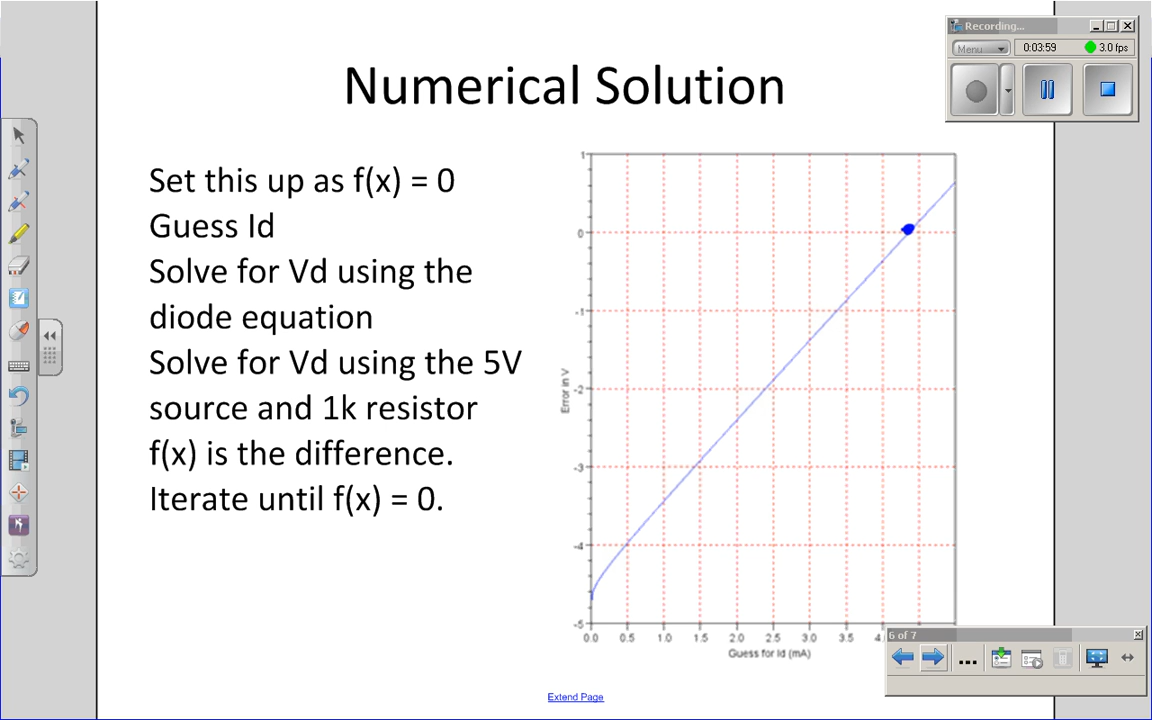 Recording...
Menu
0:03:59
3.0 fps
Numerical Solution
Set this up as f(x) = 0
Guess Id
Solve for Vd using the
diode equation
Solve for Vd using the 5V
source and 1k resistor
f(x) is the difference.
Iterate until f(x) = 0.
1
0
-1
-2
-3
-4
-5
Error in V
0.0 0.5 1.0 1.5 2.0 2.5 3.0 3.5 4
Guess for Id (mA)
6 of 7
Extend Page